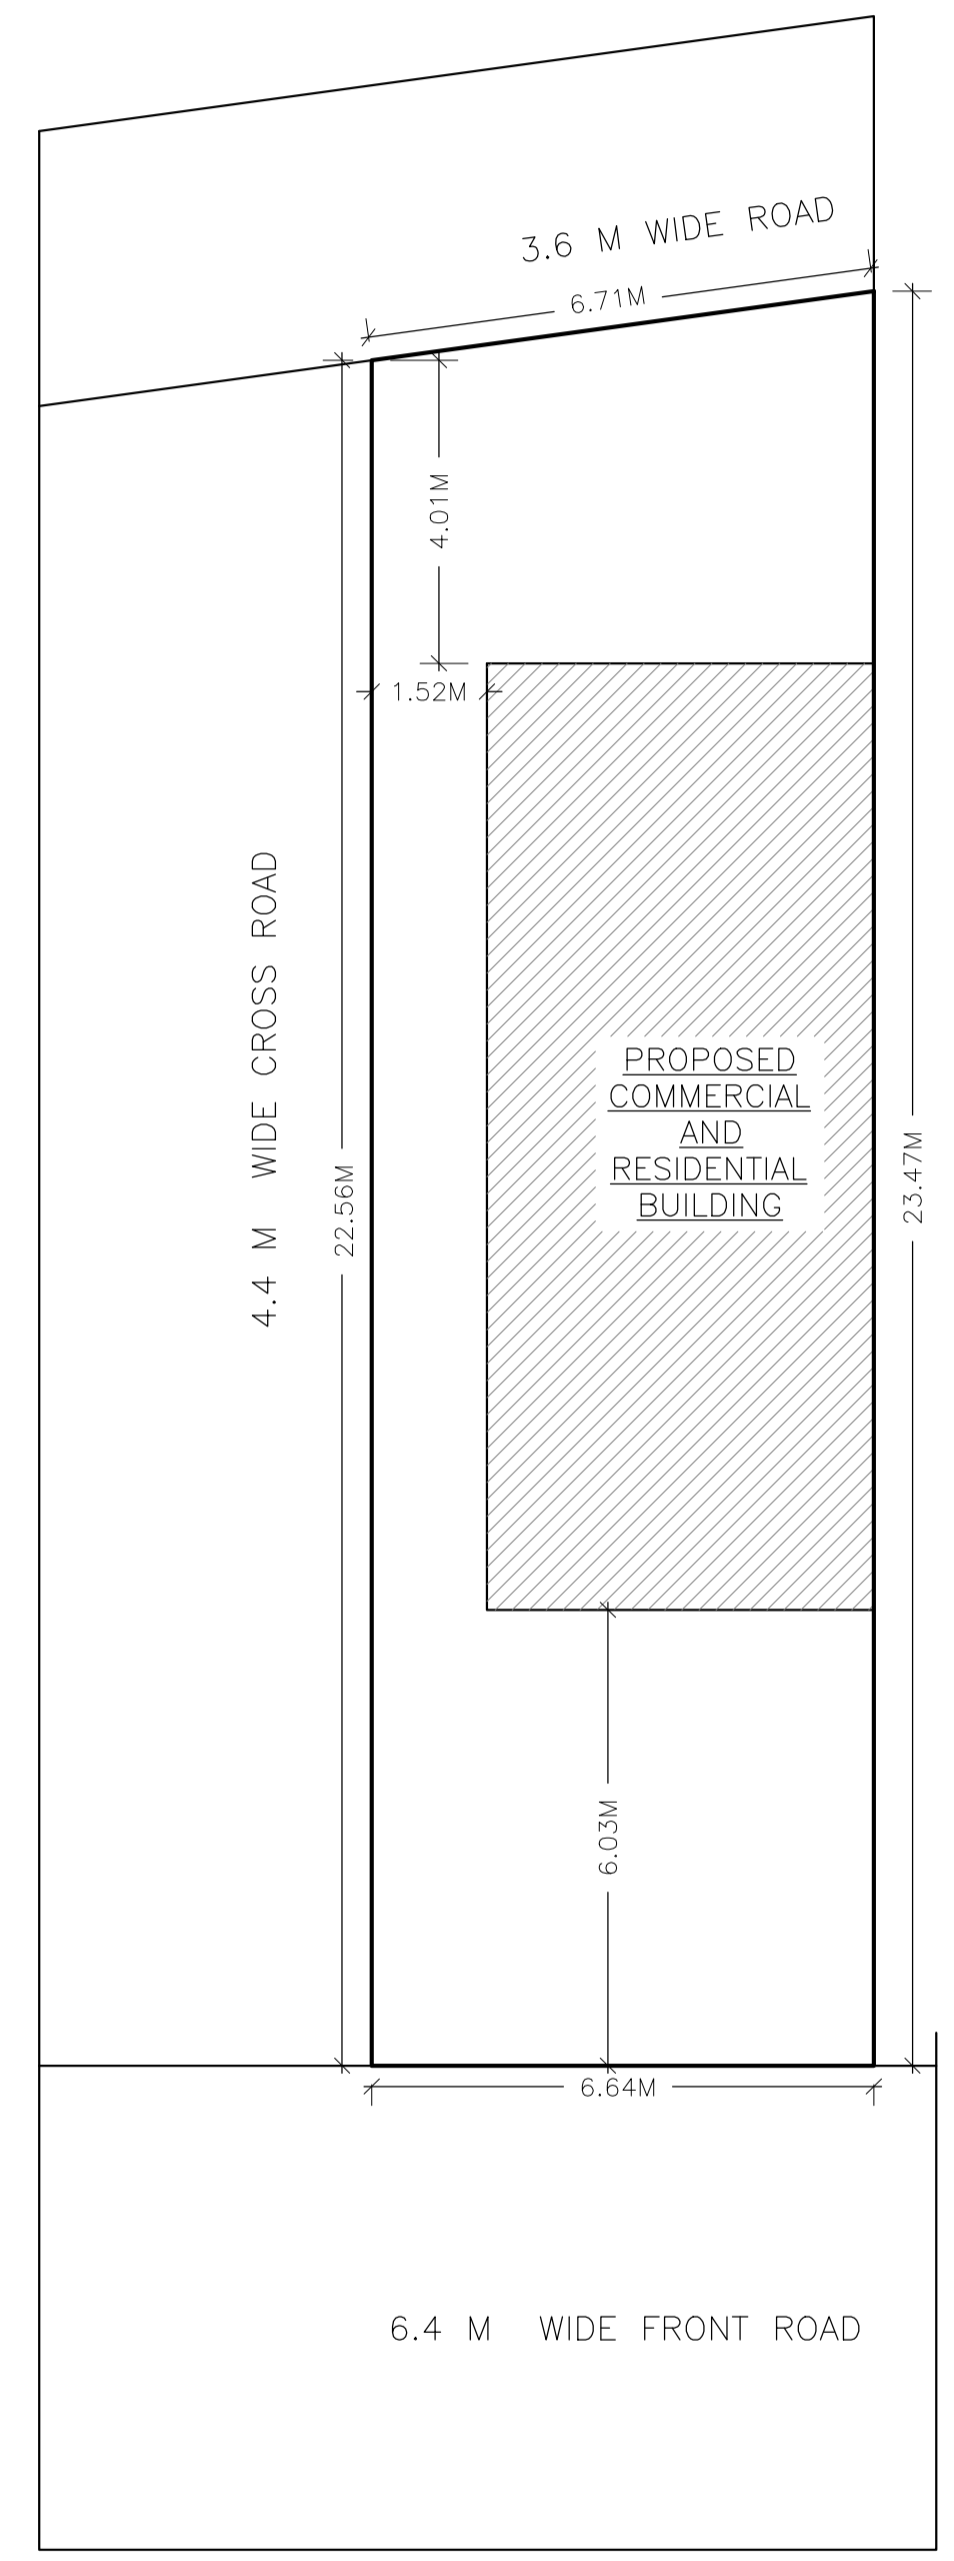 3.6 M WIDE ROAD
6.71M
4.01M
1.52M
4.4 M WIDE CROSS ROAD
22.56M
PROPOSED
COMMERCIAL
AND
RESIDENTIAL
BUILDING
23.47M
6.03M
6.64M
6.4 M WIDE FRONT ROAD